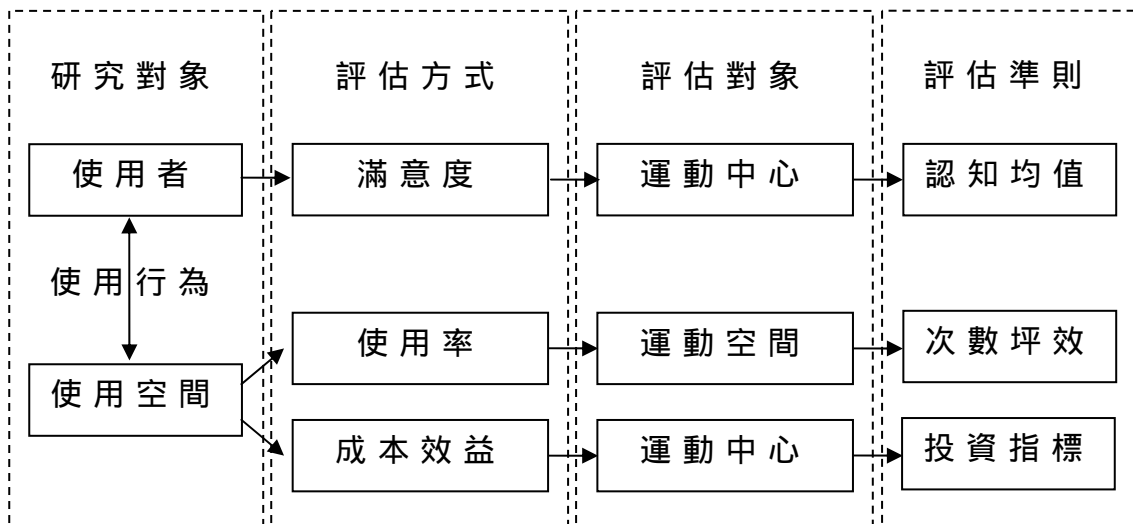 研究對象
評估方式
評估對象
評估準則
使用者
滿意度
運動中心
認知均值
使用行為
使用率
運動空間
次數坪效
使用空間
成本效益
運動中心
投資指標